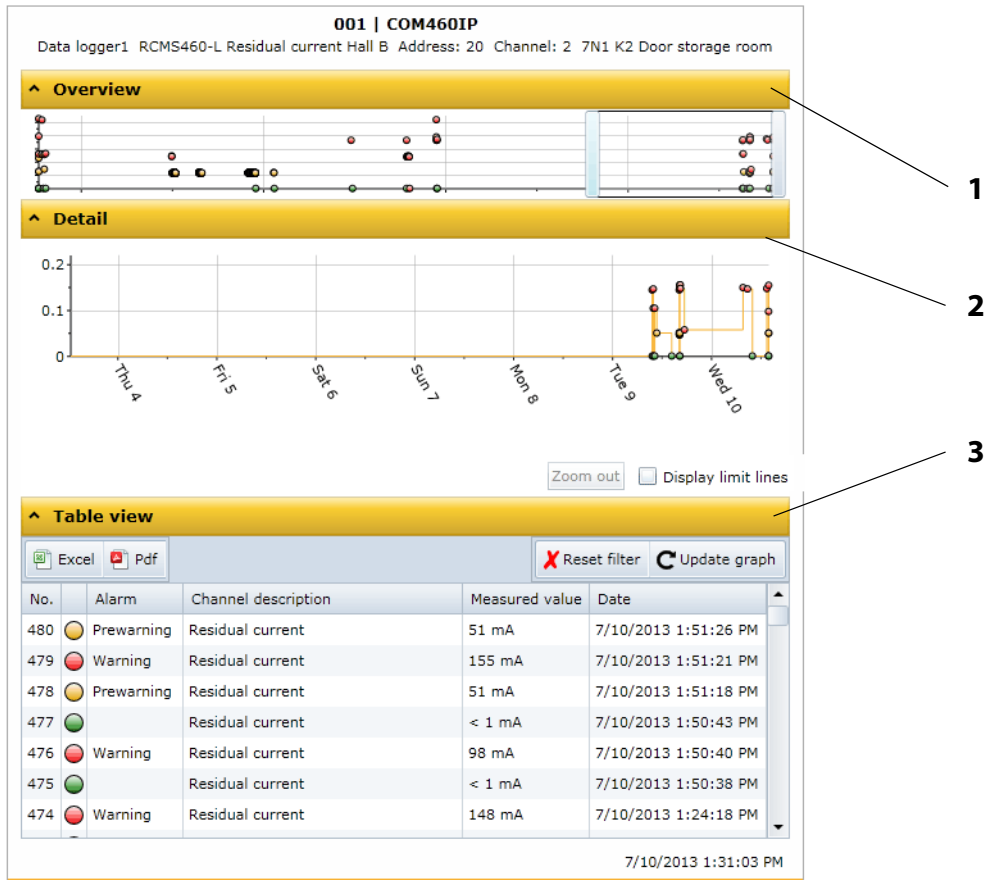 001 | COM460IP
Data logger1 RCMS460-L Residual current Hall B Address: 20 Channel: 2 7N1 K2 Door storage room
Overview
1
Detail
2
0.2
0.1
0
Thu 4
Fri 5
Sat 6
Sun 7
Mon 8
Tue 9
Wed 10
Zoom out Display limit lines
3
Table view
Excel Pdf Reset filter Update graph
No. Alarm Channel description Measured value Date
480 Prewarning Residual current 51 mA 7/10/2013 1:51:26 PM
479 Warning Residual current 155 mA 7/10/2013 1:51:21 PM
478 Prewarning Residual current 51 mA 7/10/2013 1:51:18 PM
477 Residual current < 1 mA 7/10/2013 1:50:43 PM
476 Warning Residual current 98 mA 7/10/2013 1:50:40 PM
475 Residual current < 1 mA 7/10/2013 1:50:38 PM
474 Warning Residual current 148 mA 7/10/2013 1:24:18 PM
7/10/2013 1:31:03 PM